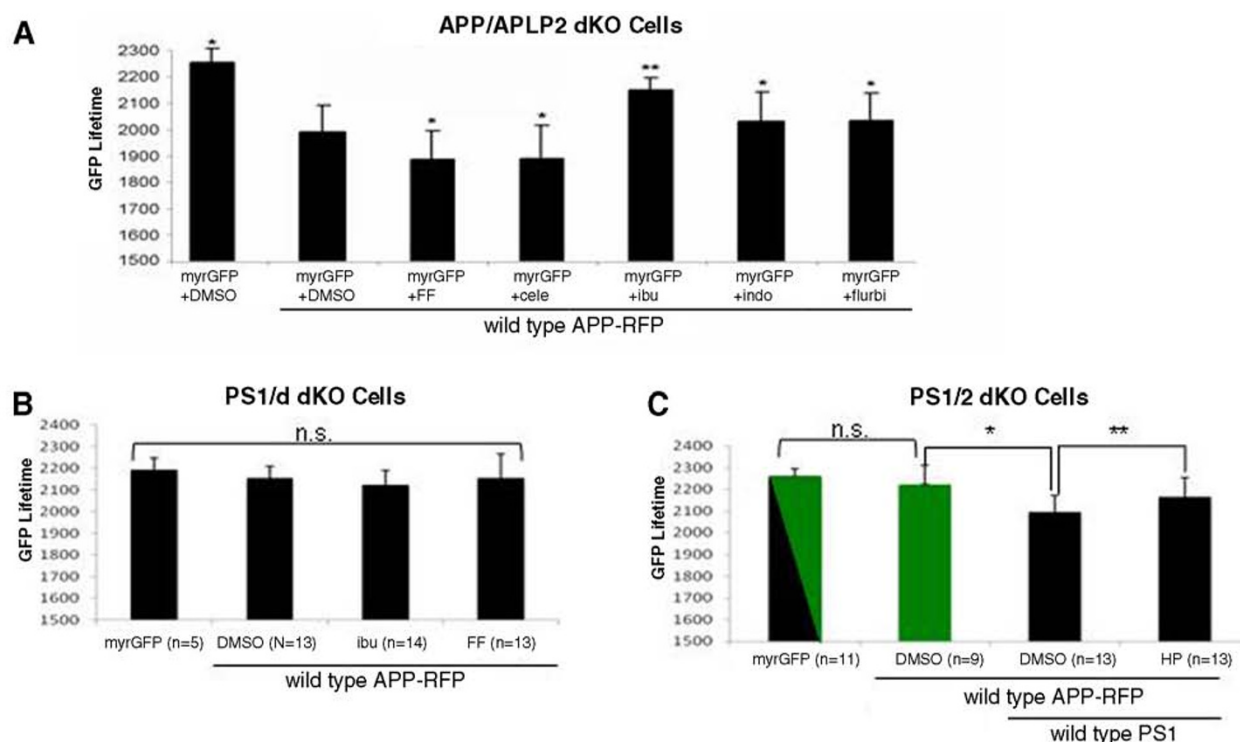 A
APP/APLP2 dKO Cells
GFP Lifetime
2300
2200
2100
2000
1900
1800
1700
1600
1500
*
*
*
**
*
*
myrGFP +DMSO
myrGFP +DMSO
myrGFP +FF
myrGFP +cele
myrGFP +ibu
myrGFP +indo
myrGFP +flurbi
wild type APP-RFP
B
PS1/d dKO Cells
GFP Lifetime
2400
2300
2200
2100
2000
1900
1800
1700
1600
1500
n.s.
myrGFP (n=5) DMSO (N=13) ibu (n=14) FF (n=13)
wild type APP-RFP
C
PS1/2 dKO Cells
GFP Lifetime
2400
2300
2200
2100
2000
1900
1800
1700
1600
1500
n.s. * **
myrGFP (n=11) DMSO (n=9) DMSO (n=13) HP (n=13)
wild type APP-RFP
wild type PS1